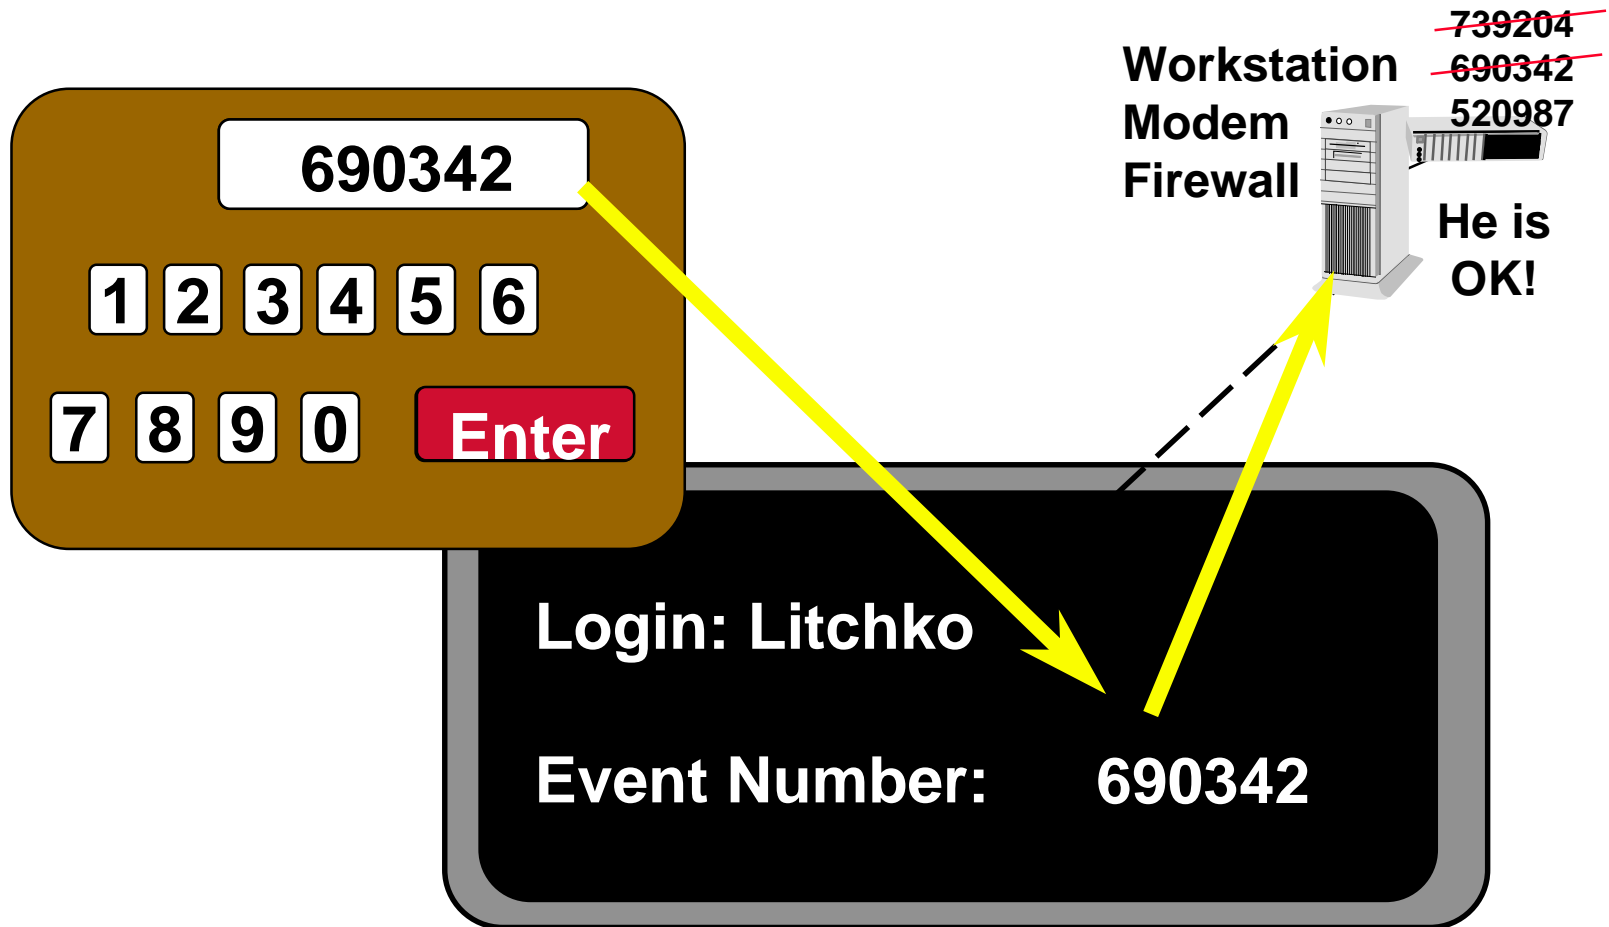 739204
Workstation
690342
Modem
520987
Firewall
690342
He is
OK!
1 2 3 4 5 6
7 8 9 0 Enter
Login: Litchko
Event Number: 690342